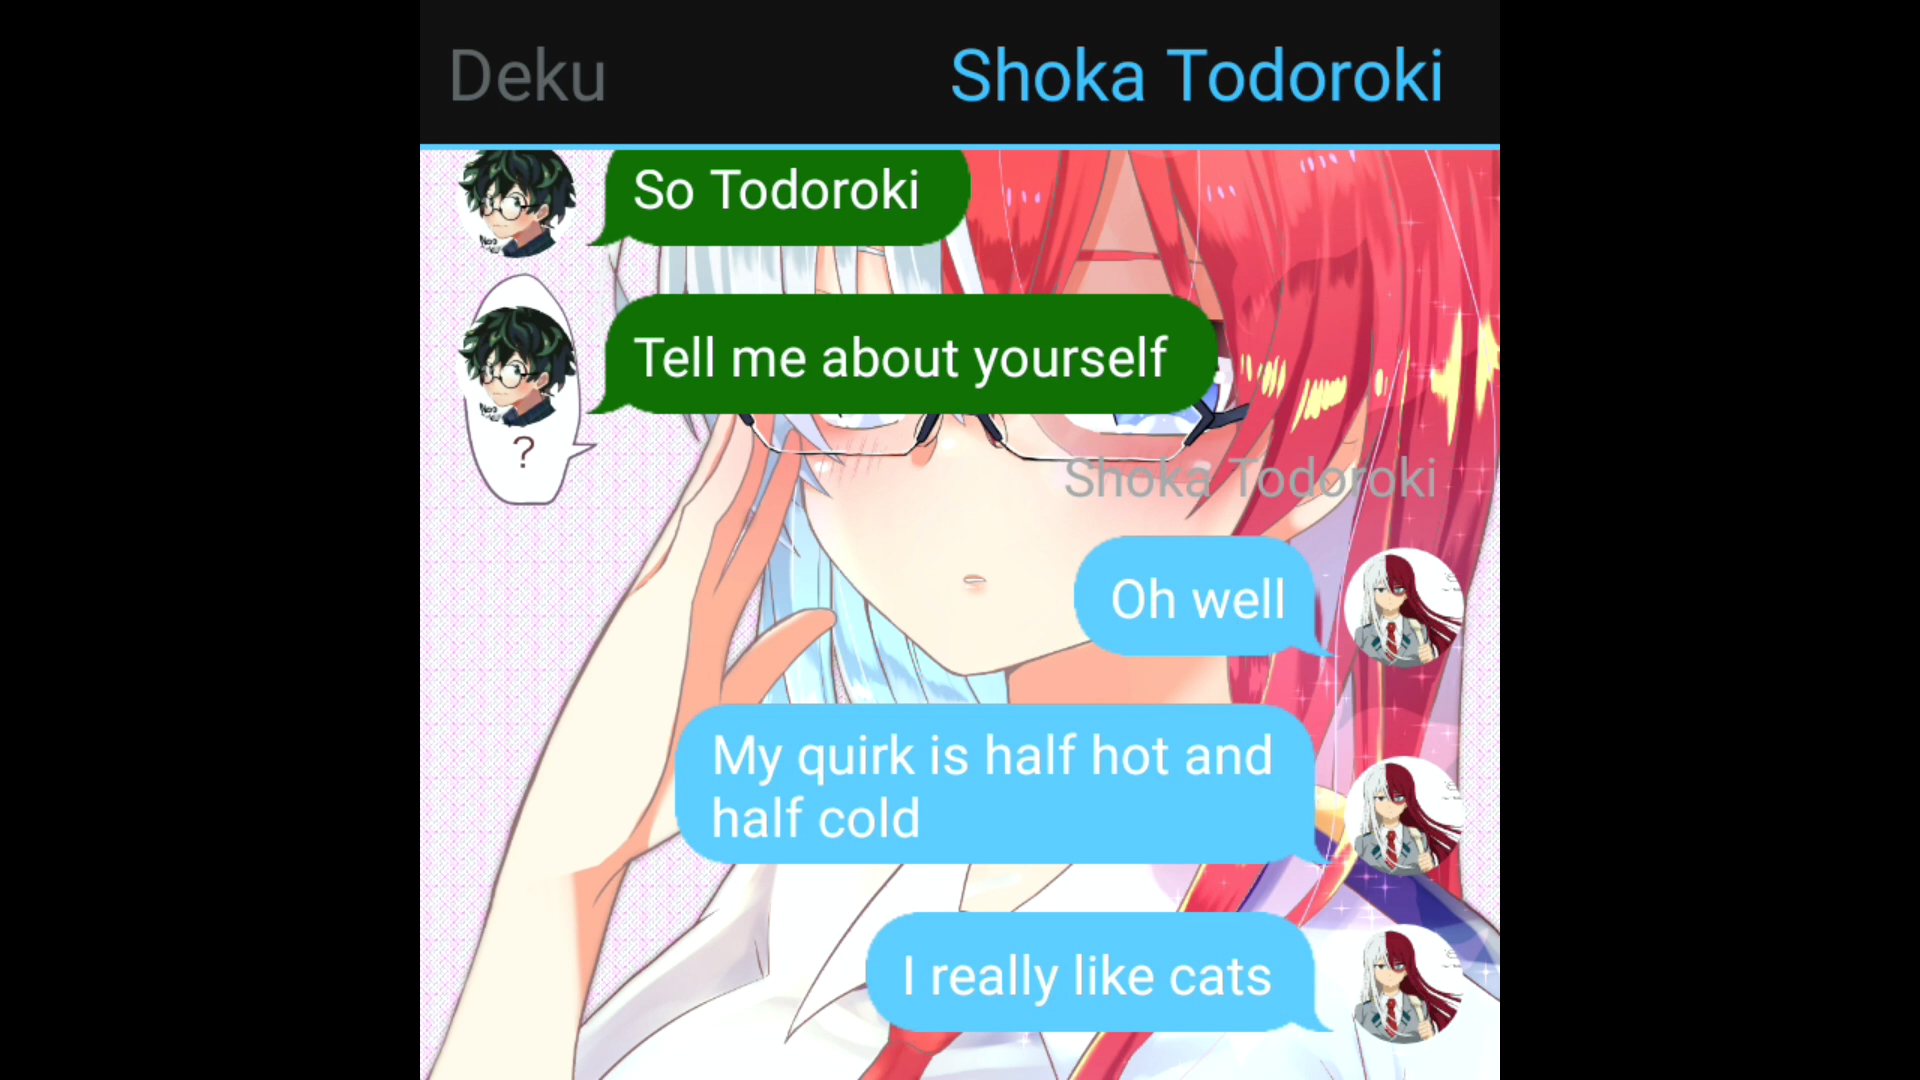 Deku
Shoka Todoroki
So Todoroki
Tell me about yourself
?
Shoka Todoroki
Oh well
My quirk is half hot and
half cold
I really like cats